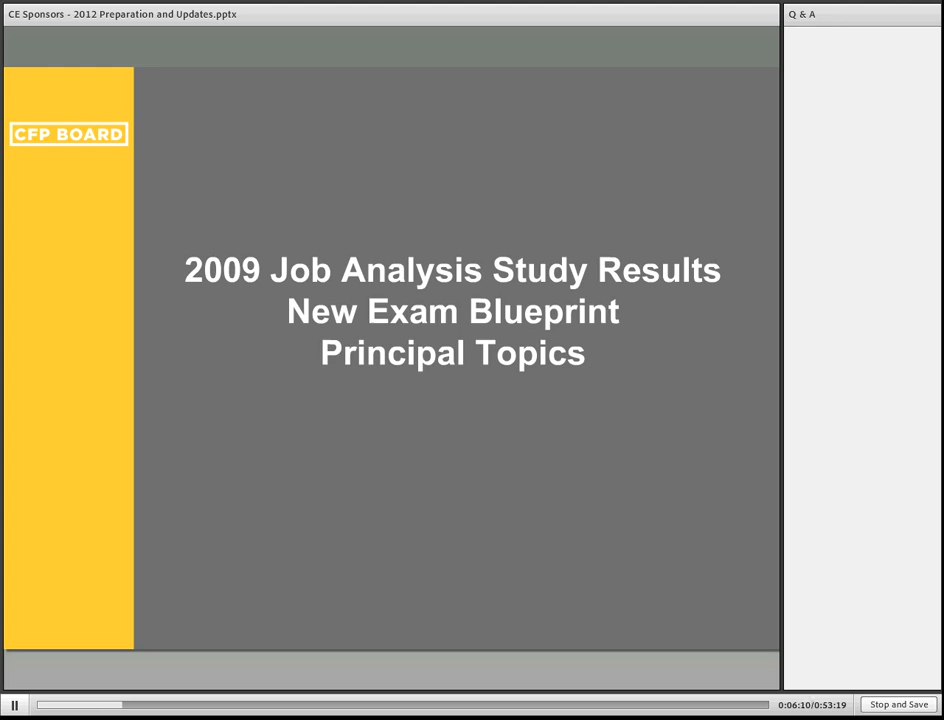 CE Sponsors - 2012 Preparation and Updates.pptx
Q & A
CFP BOARD
2009 Job Analysis Study Results
New Exam Blueprint
Principal Topics
0:06:10/0:53:19
Stop and Save